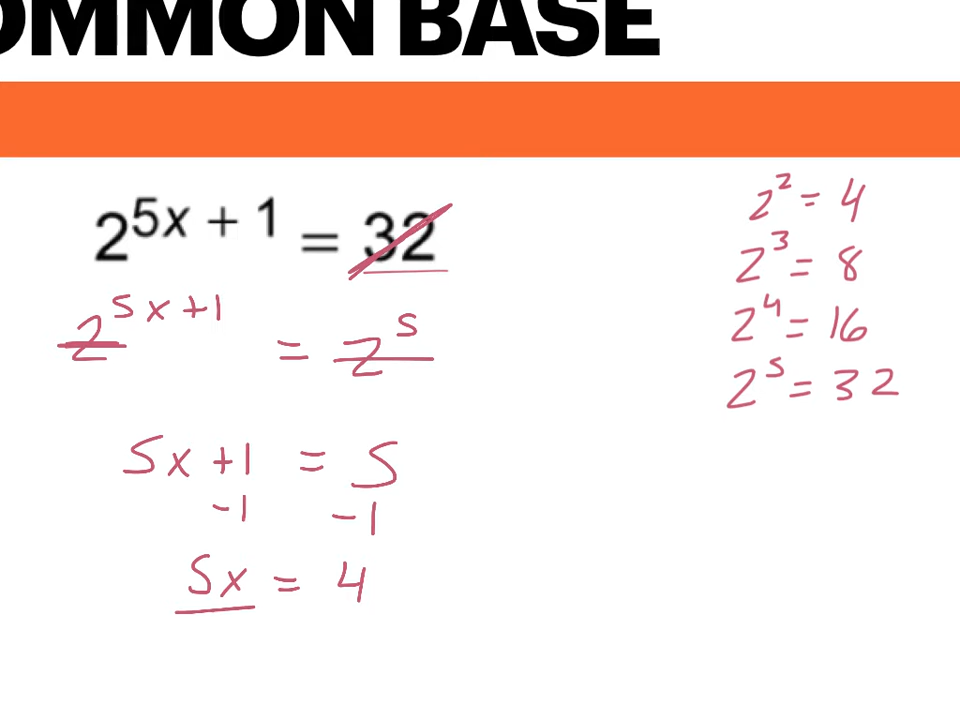 OMMON BASE
2^{5x + 1} = 32
2^{5x+1} = 2^5
5x + 1 = 5
-1 -1
5x = 4
2^2 = 4
2^3 = 8
2^4 = 16
2^5 = 32